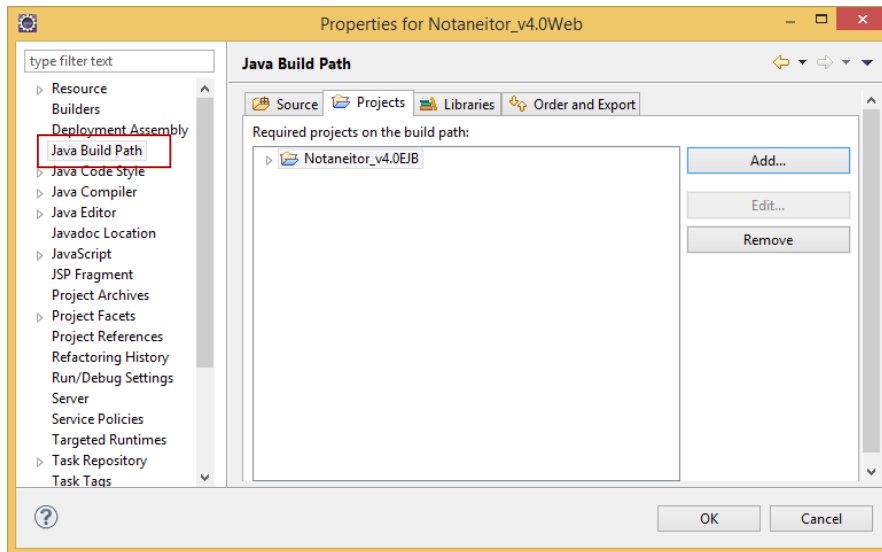 Properties for Notaneitor_v4.0Web
type filter text
Resource
Builders
Deployment Assembly
Java Build Path
Java Code Style
Java Compiler
Java Editor
Javadoc Location
JavaScript
JSP Fragment
Project Archives
Project Facets
Project References
Refactoring History
Run/Debug Settings
Server
Service Policies
Targeted Runtimes
Task Repository
Task Tags
Java Build Path
Source Projects Libraries Order and Export
Required projects on the build path:
Notaneitor_v4.0EJB
Add...
Edit...
Remove
OK Cancel